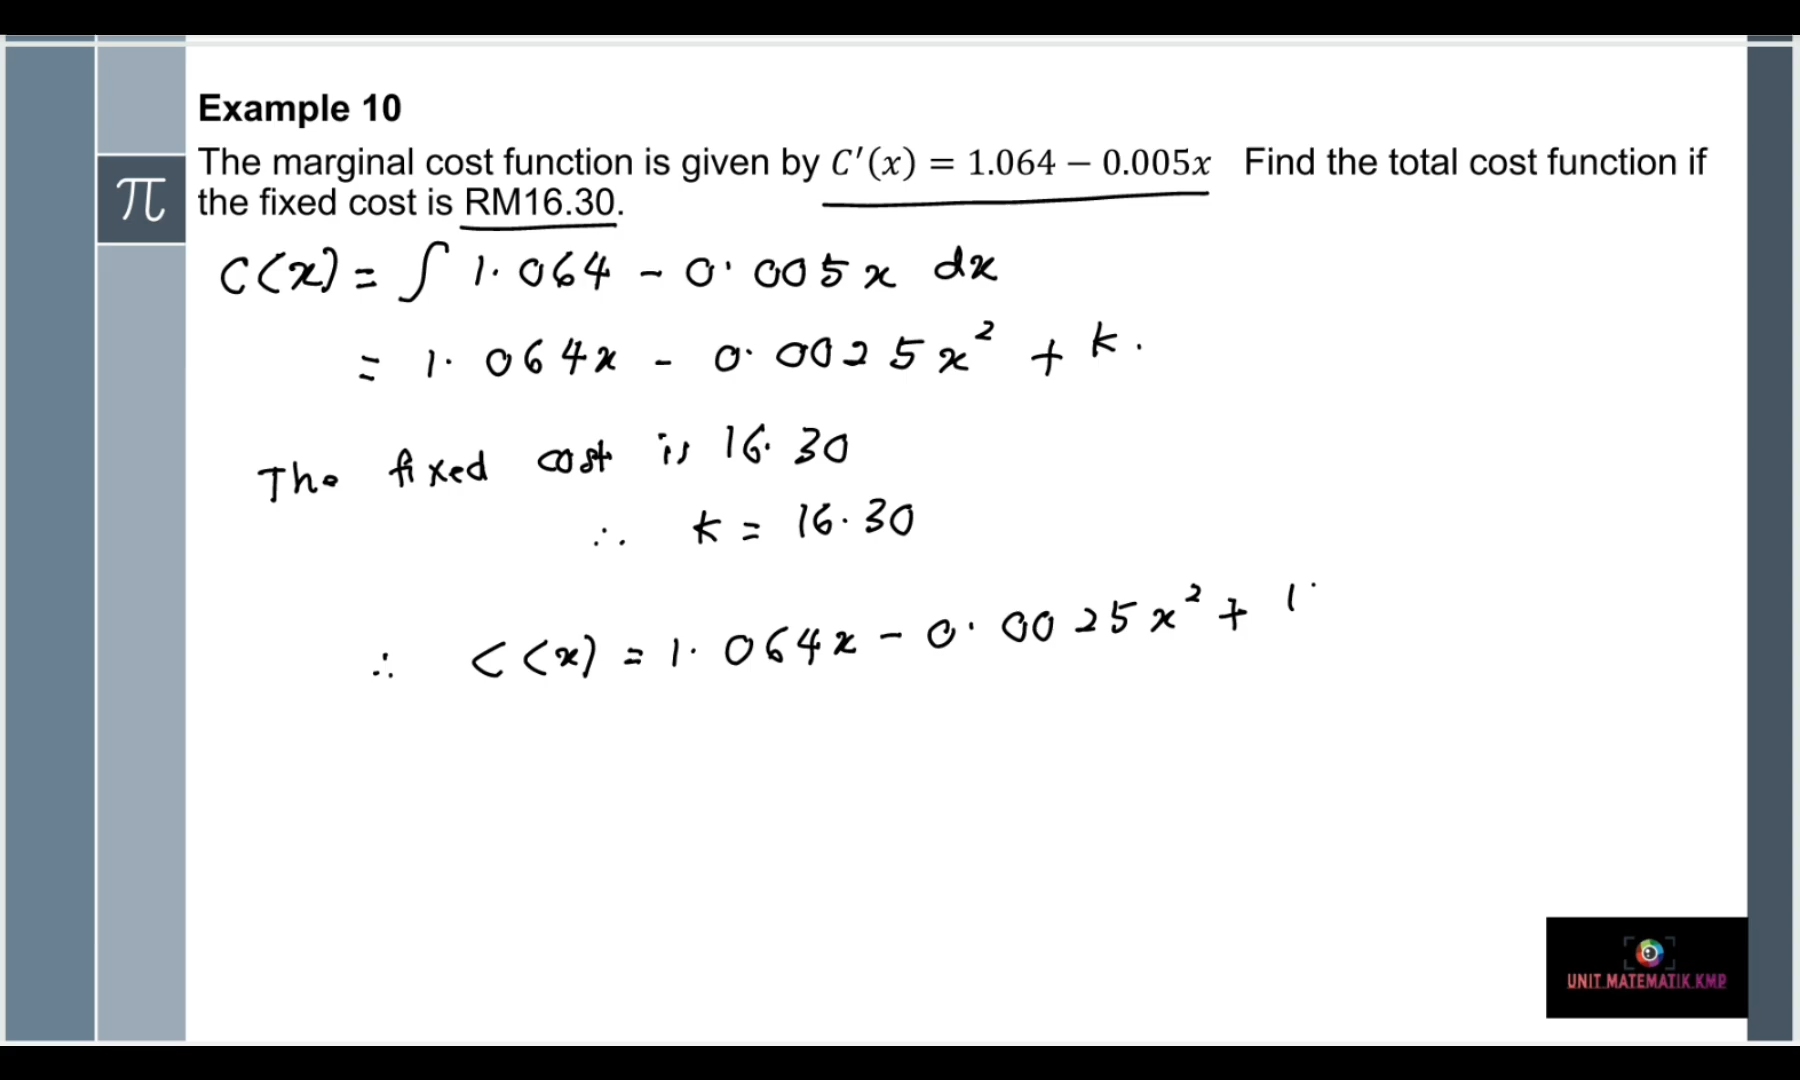 Example 10
The marginal cost function is given by C′(x) = 1.064 − 0.005x Find the total cost function if
the fixed cost is RM16.30.
π
C(x) = ∫ 1.064 - 0.005x dx
= 1.064x - 0.0025x² + k.
The fixed cost is 16.30
∴ k = 16.30
∴ C(x) = 1.064x - 0.0025x² + 1
UNIT MATEMATIK KMP